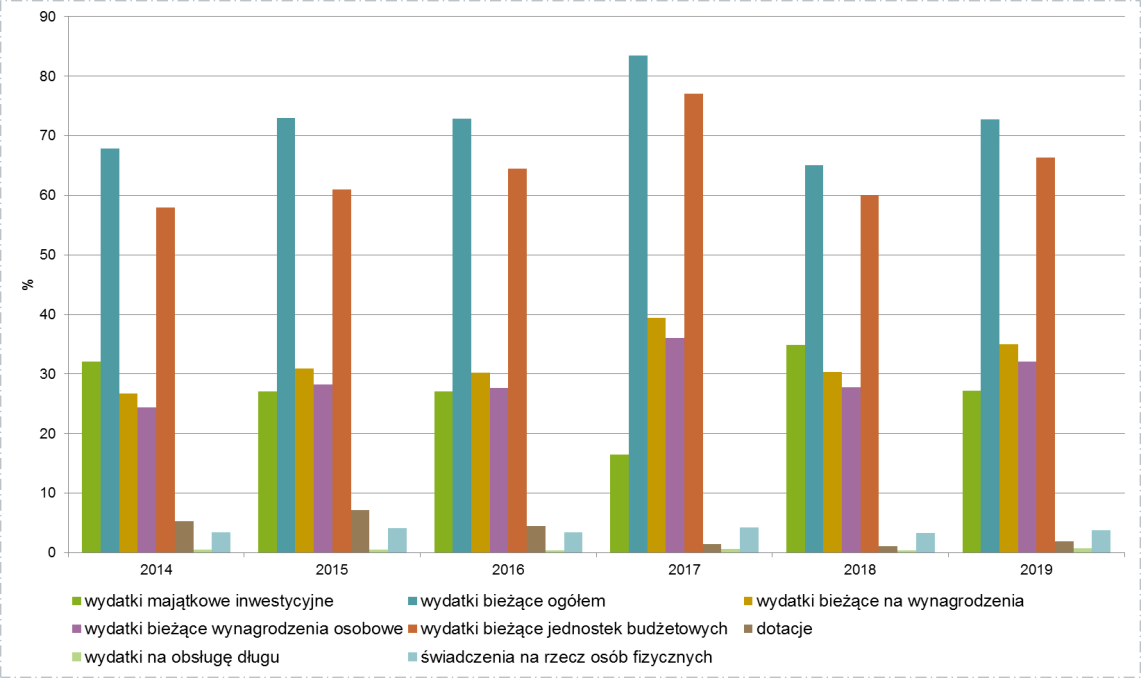 90
80
70
60
50
40
30
20
10
0
%
2014 2015 2016 2017 2018 2019
wydatki majątkowe inwestycyjne wydatki bieżące ogółem wydatki bieżące na wynagrodzenia
wydatki bieżące wynagrodzenia osobowe wydatki bieżące jednostek budżetowych dotacje
wydatki na obsługę długu świadczenia na rzecz osób fizycznych